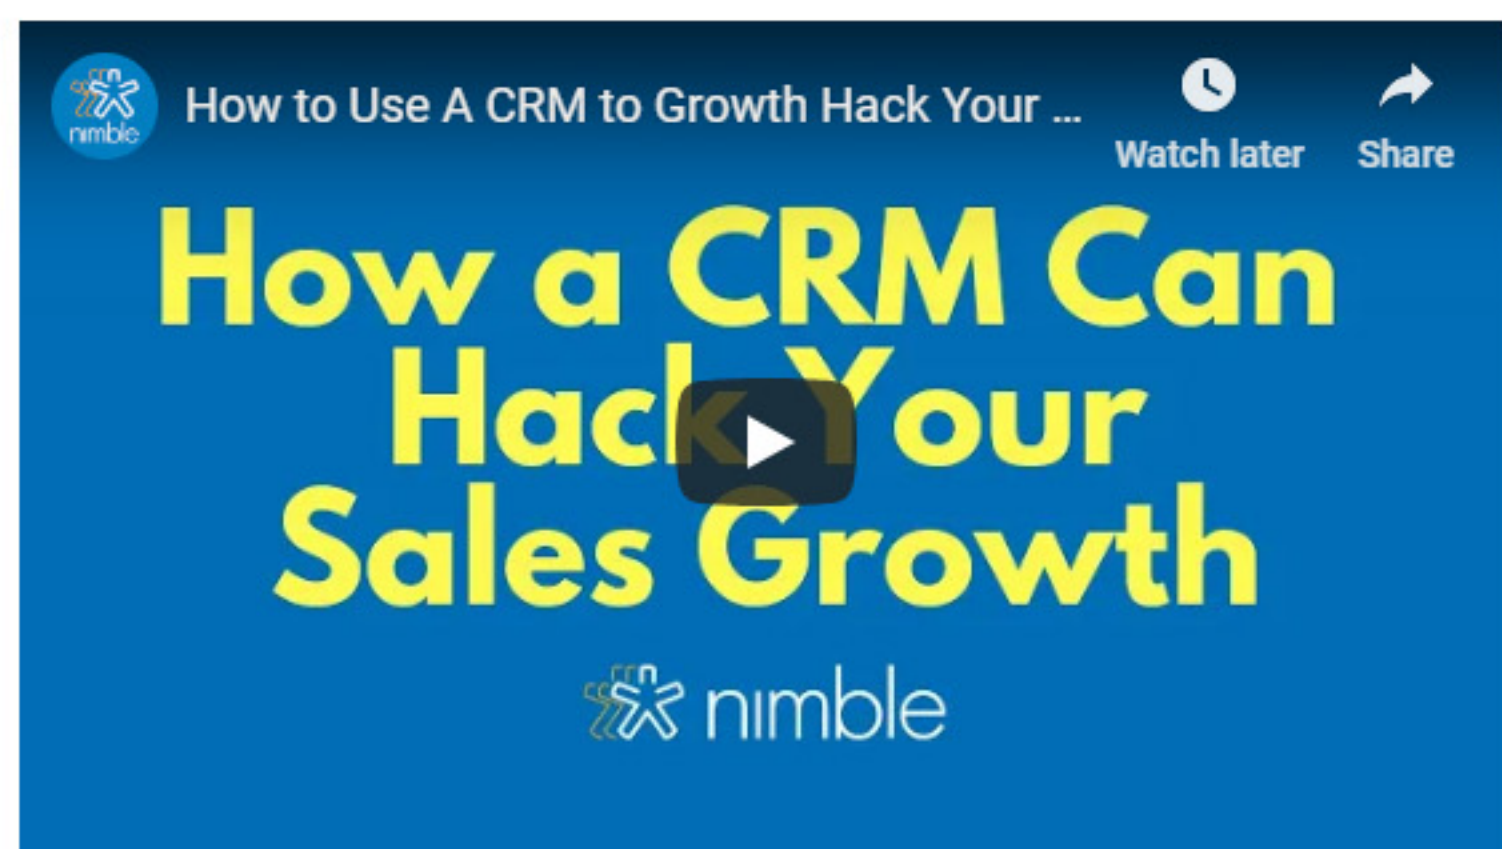 nimble
How to Use A CRM to Growth Hack Your ...
Watch later
Share
How a CRM Can
Hack Your
Sales Growth
nimble